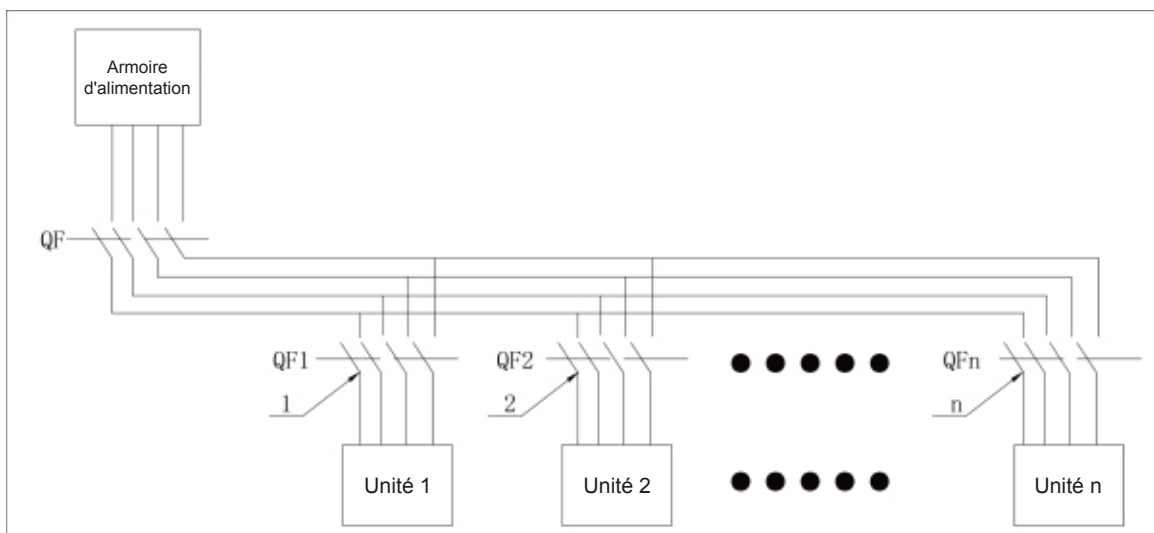 Armoire
d'alimentation
QF
QF1
QF2
QFn
1
2
n
Unité 1
Unité 2
Unité n